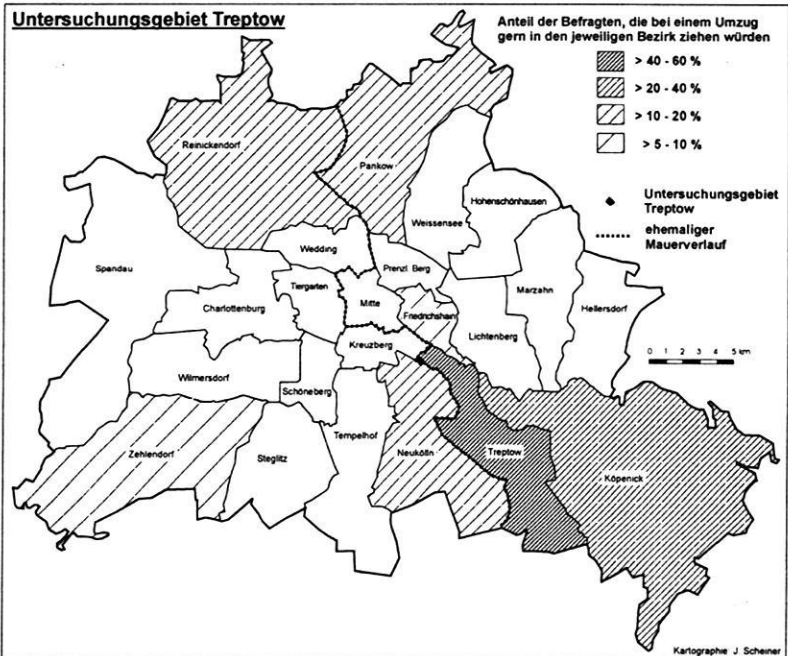 Untersuchungsgebiet Treptow
Anteil der Befragten, die bei einem Umzug
gern in den jeweiligen Bezirk ziehen würden
> 40 - 60 %
> 20 - 40 %
> 10 - 20 %
> 5 - 10 %
Untersuchungsgebiet
Treptow
ehemaliger
Mauerverlauf
Reinickendorf
Pankow
Weissensee
Hohenschönhausen
Wedding
Prenzl. Berg
Spandau
Charlottenburg
Tiergarten
Mitte
Friedrichshain
Lichtenberg
Marzahn
Hellersdorf
Kreuzberg
0 1 2 3 4 5 km
Wilmersdorf
Schöneberg
Zehlendorf
Steglitz
Tempelhof
Neukölln
Treptow
Köpenick
Kartographie J. Scheiner